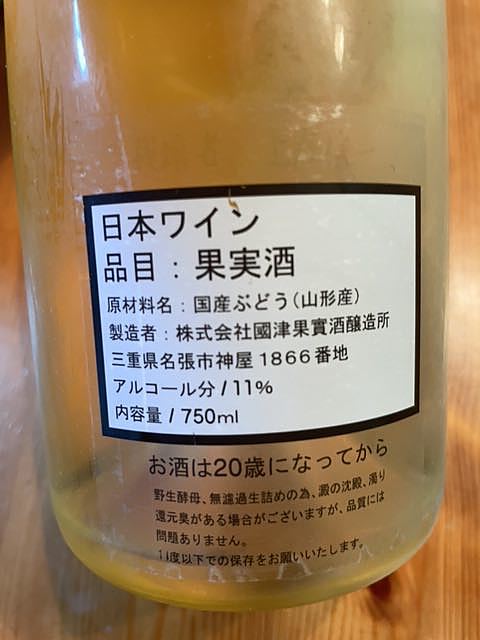 日本ワイン
品目：果実酒
原材料名：国産ぶどう（山形産）
製造者：株式会社國津果實酒醸造所
三重県名張市神屋1866番地
アルコール分/11%
内容量/750ml
お酒は20歳になってから
野生酵母、無濾過生詰めの為、澱の沈殿、濁り
還元臭がある場合がございますが、品質には
問題ありません。
11度以下での保存をお願いいたします。